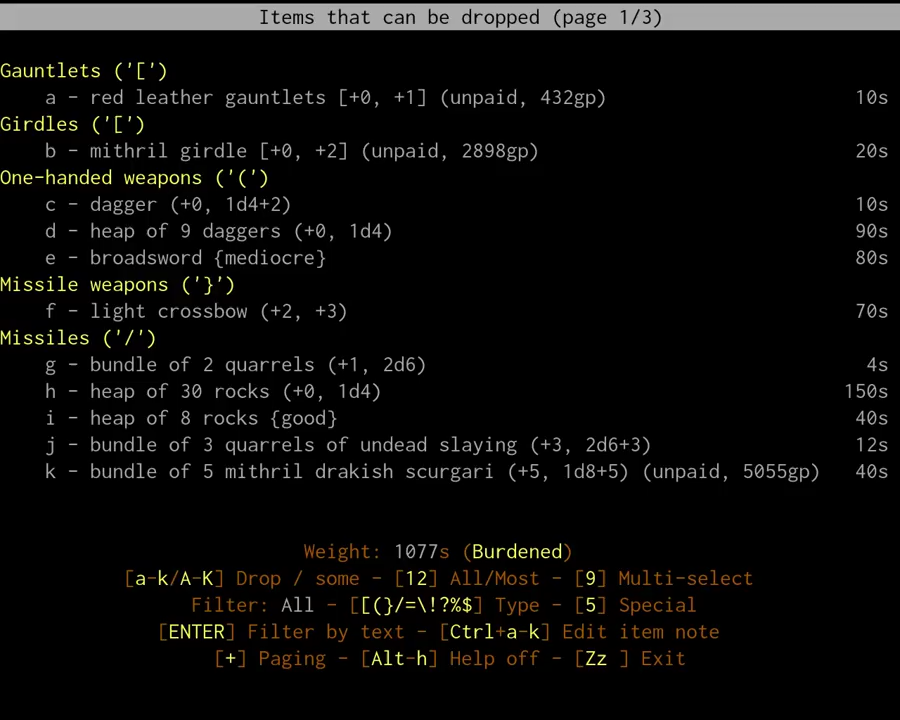 Items that can be dropped (page 1/3)
Gauntlets ('[')
a - red leather gauntlets [+0, +1] (unpaid, 432gp) 10s
Girdles ('[')
b - mithril girdle [+0, +2] (unpaid, 2898gp) 20s
One-handed weapons ('(')
c - dagger (+0, 1d4+2) 10s
d - heap of 9 daggers (+0, 1d4) 90s
e - broadsword {mediocre} 80s
Missile weapons ('}')
f - light crossbow (+2, +3) 70s
Missiles ('/')
g - bundle of 2 quarrels (+1, 2d6) 4s
h - heap of 30 rocks (+0, 1d4) 150s
i - heap of 8 rocks {good} 40s
j - bundle of 3 quarrels of undead slaying (+3, 2d6+3) 12s
k - bundle of 5 mithril drakish scurgari (+5, 1d8+5) (unpaid, 5055gp) 40s
Weight: 1077s (Burdened)
[a-k/A-K] Drop / some - [12] All/Most - [9] Multi-select
Filter: All - [[(}/=\!?%$] Type - [5] Special
[ENTER] Filter by text - [Ctrl+a-k] Edit item note
[+] Paging - [Alt-h] Help off - [Zz ] Exit